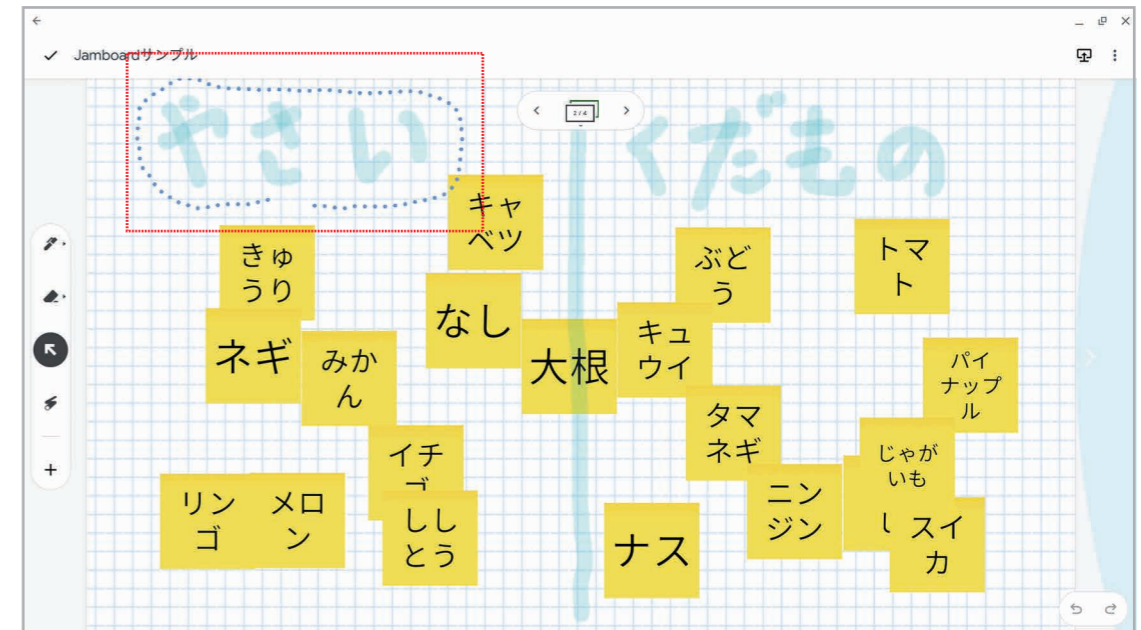 Jamboardサンプル
2 / 4
やさい
くだもの
キャ
ベツ
きゅ
うり
ぶど
う
トマ
ト
なし
ネギ
みか
ん
大根
キュ
ウイ
パイ
ナップ
ル
タマ
ネギ
イチ
ゴ
じゃが
いも
リン
ゴ
メロ
ン
しし
とう
ニン
ジン
し
スイ
カ
ナス